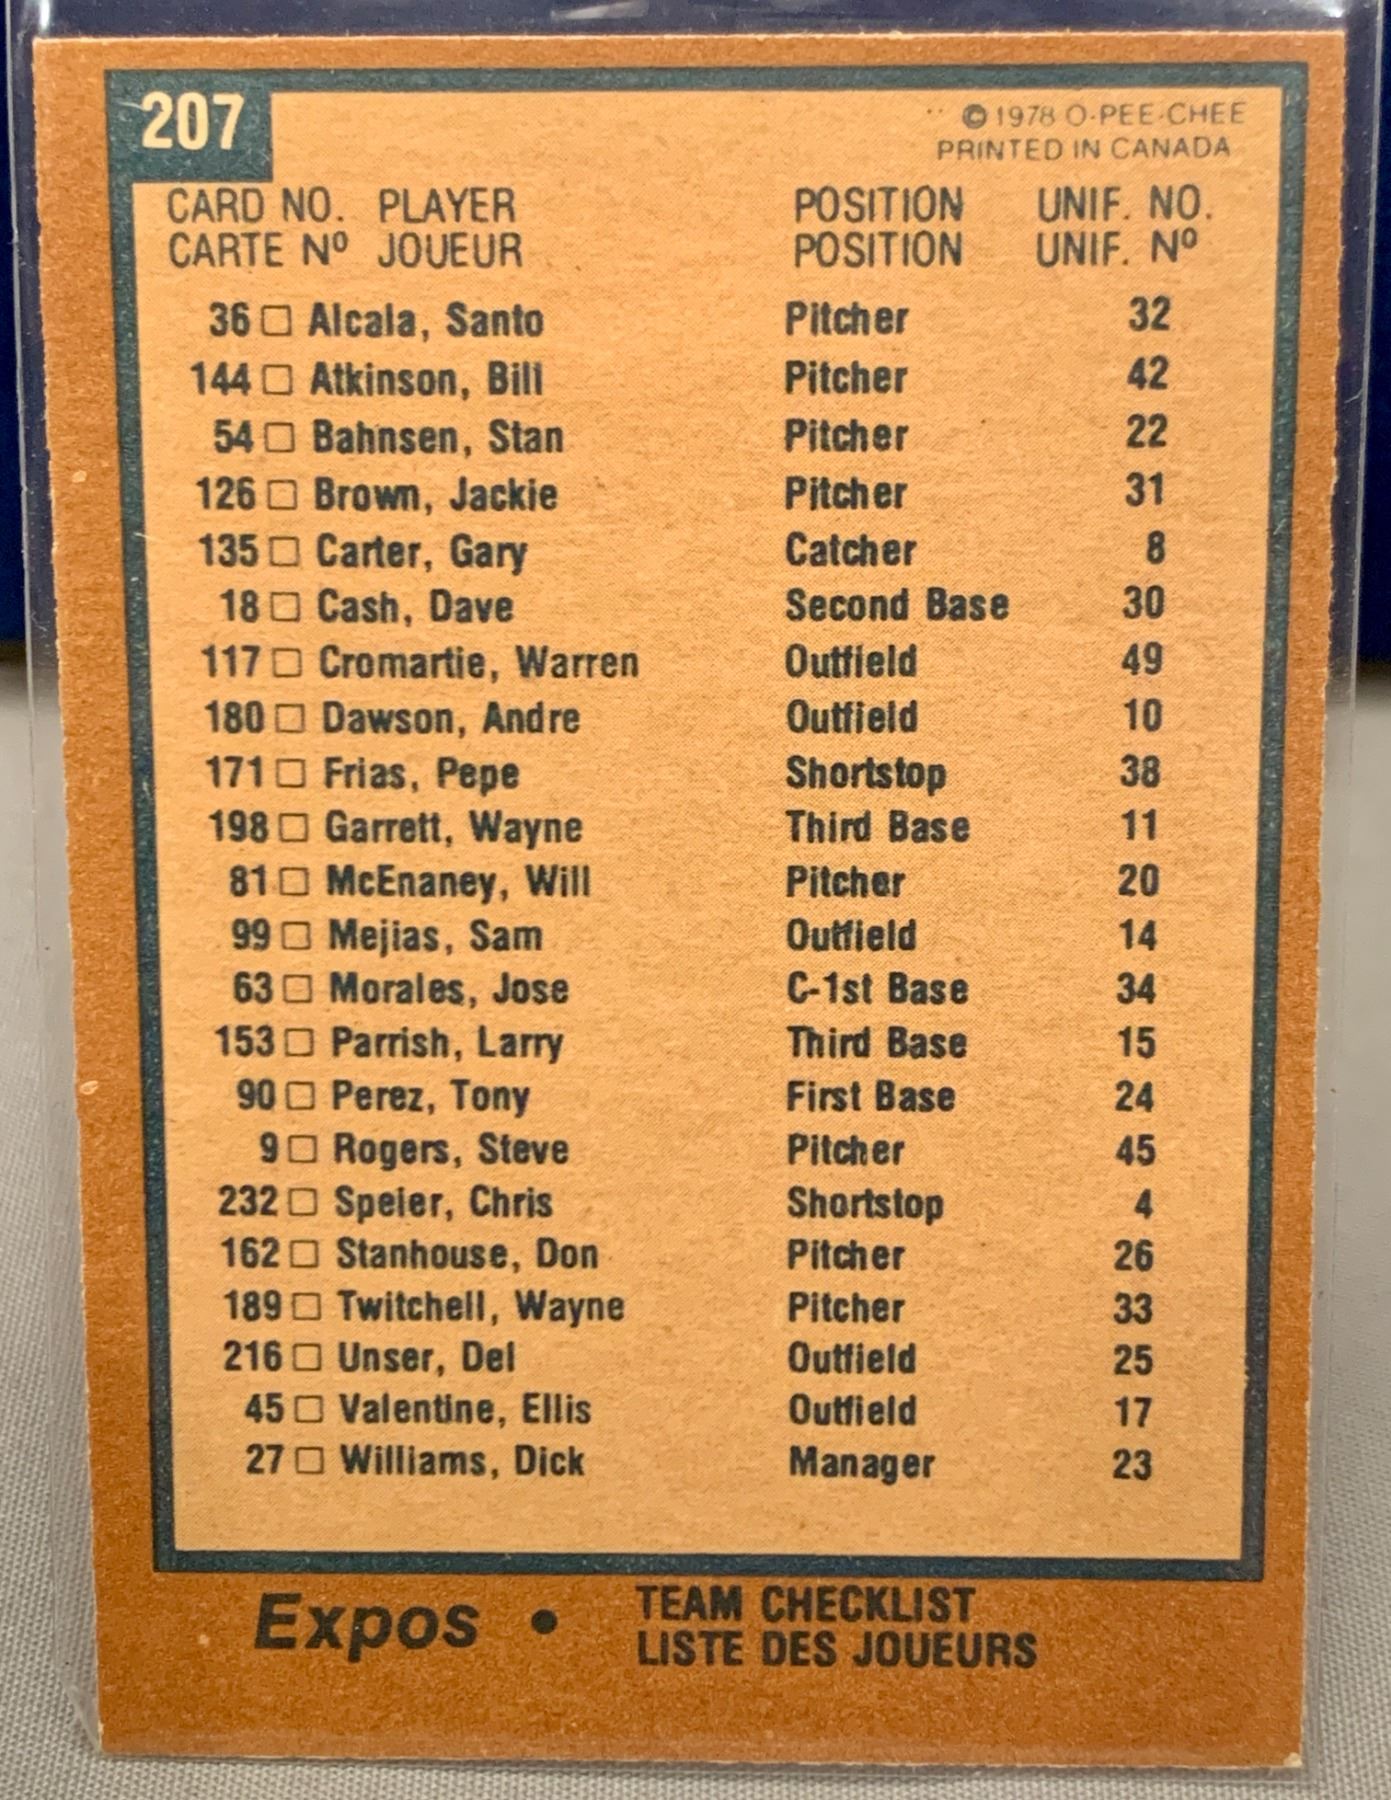 207
© 1978 O-PEE-CHEE
PRINTED IN CANADA
CARD NO. PLAYER POSITION UNIF. NO.
CARTE Nº JOUEUR POSITION UNIF. Nº
36 □ Alcala, Santo Pitcher 32
144 □ Atkinson, Bill Pitcher 42
54 □ Bahnsen, Stan Pitcher 22
126 □ Brown, Jackie Pitcher 31
135 □ Carter, Gary Catcher 8
18 □ Cash, Dave Second Base 30
117 □ Cromartie, Warren Outfield 49
180 □ Dawson, Andre Outfield 10
171 □ Frias, Pepe Shortstop 38
198 □ Garrett, Wayne Third Base 11
81 □ McEnaney, Will Pitcher 20
99 □ Mejias, Sam Outfield 14
63 □ Morales, Jose C-1st Base 34
153 □ Parrish, Larry Third Base 15
90 □ Perez, Tony First Base 24
9 □ Rogers, Steve Pitcher 45
232 □ Speier, Chris Shortstop 4
162 □ Stanhouse, Don Pitcher 26
189 □ Twitchell, Wayne Pitcher 33
216 □ Unser, Del Outfield 25
45 □ Valentine, Ellis Outfield 17
27 □ Williams, Dick Manager 23
Expos • TEAM CHECKLIST
LISTE DES JOUEURS